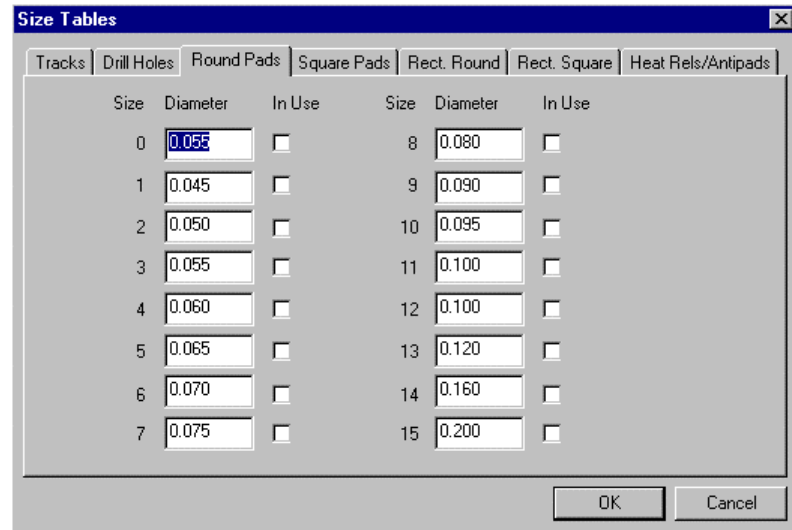 Size Tables
Tracks Drill Holes Round Pads Square Pads Rect. Round Rect. Square Heat Rels/Antipads
Size Diameter In Use Size Diameter In Use
0 0.055 8 0.080
1 0.045 9 0.090
2 0.050 10 0.095
3 0.055 11 0.100
4 0.060 12 0.100
5 0.065 13 0.120
6 0.070 14 0.160
7 0.075 15 0.200
OK Cancel